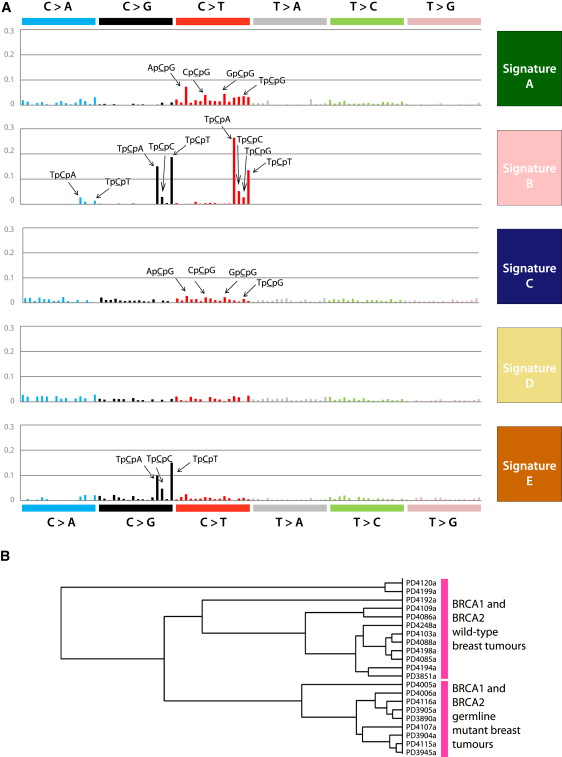 A
C > A C > G C > T T > A T > C T > G
0.3
0.2
0.1
0
ApCpG CpCpG GpCpG TpCpG
Signature
A
0.3
0.2
0.1
0
TpCpA TpCpT TpCpA TpCpC TpCpT TpCpA TpCpC TpCpG TpCpT
Signature
B
0.3
0.2
0.1
0
ApCpG CpCpG GpCpG TpCpG
Signature
C
0.3
0.2
0.1
0
Signature
D
0.3
0.2
0.1
0
TpCpA TpCpC TpCpT
Signature
E
C > A C > G C > T T > A T > C T > G
B
PD4120a
PD4199a
PD4192a
PD4109a
PD4086a
PD4248a
PD4103a
PD4088a
PD4198a
PD4085a
PD4194a
PD3851a
BRCA1 and
BRCA2
wild-type
breast tumours
PD4005a
PD4006a
PD4116a
PD3905a
PD3890a
PD4107a
PD3904a
PD4115a
PD3945a
BRCA1 and
BRCA2
germline
mutant breast
tumours